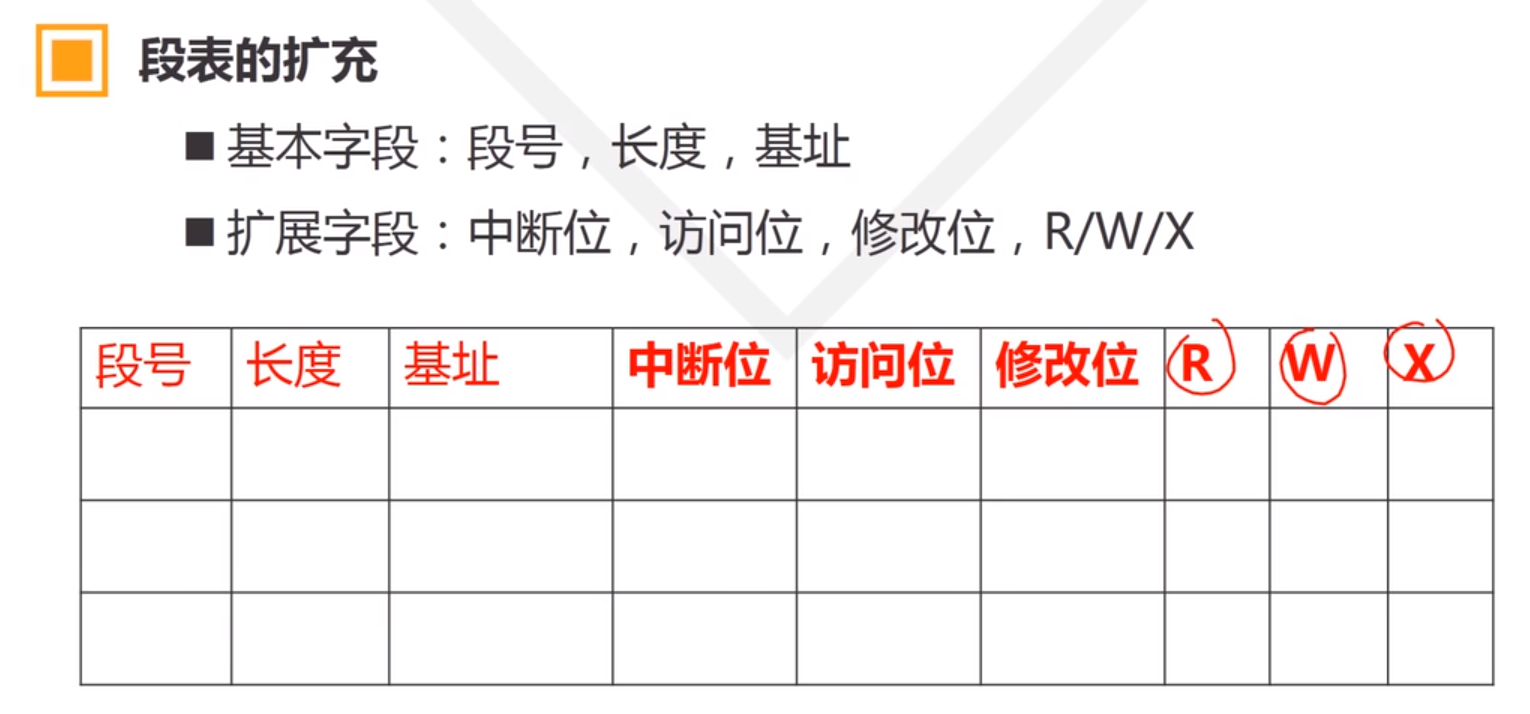 段表的扩充
■ 基本字段：段号，长度，基址
■ 扩展字段：中断位，访问位，修改位，R/W/X
段号 长度 基址 中断位 访问位 修改位 R W X